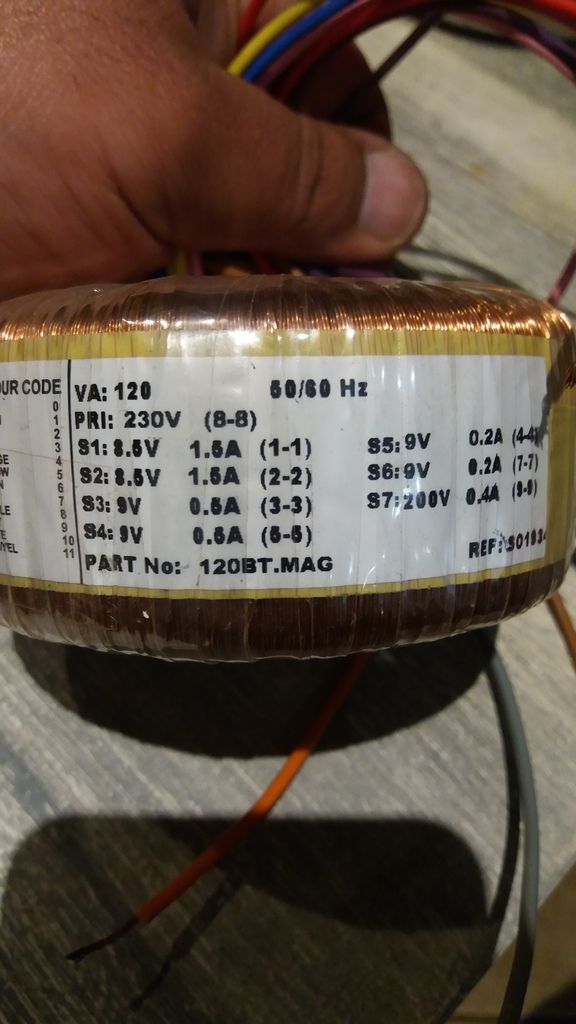 OUR CODE
0
1
2
3
4
5
6
7
8
9
10
11
VA: 120 50/60 Hz
PRI: 230V (8-8)
S1: 8.5V 1.5A (1-1)
S2: 8.5V 1.5A (2-2)
S3: 9V 0.5A (3-3)
S4: 9V 0.5A (5-5)
S5: 9V 0.2A (4-4)
S6: 9V 0.2A (7-7)
S7: 200V 0.4A (9-9)
PART No: 120BT.MAG
REF: